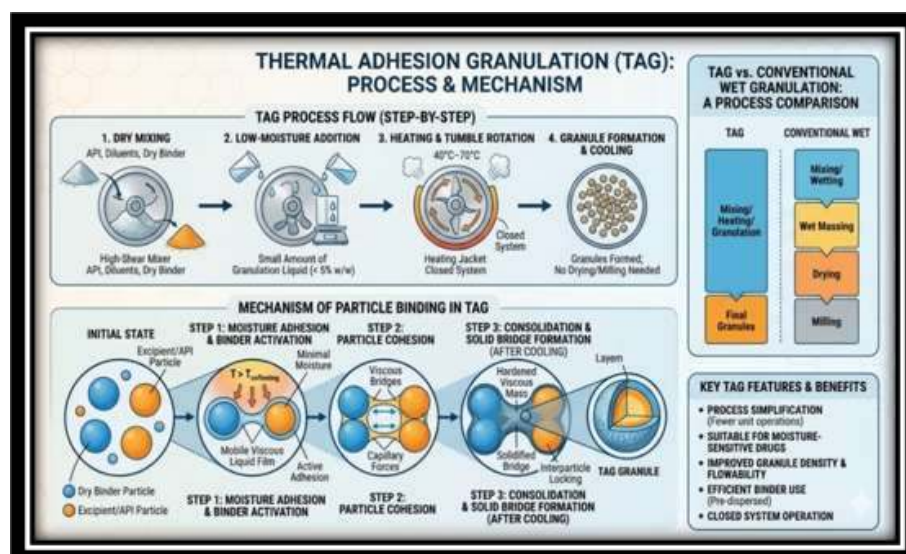 THERMAL ADHESION GRANULATION (TAG):
PROCESS & MECHANISM
TAG PROCESS FLOW (STEP-BY-STEP)
1. DRY MIXING
API, Diluents, Dry Binder
High-Shear Mixer
API, Diluents, Dry Binder
2. LOW-MOISTURE ADDITION
Small Amount of
Granulation Liquid (< 5% w/w)
3. HEATING & TUMBLE ROTATION
40°C–70°C
Closed
System
Heating Jacket
Closed System
4. GRANULE FORMATION
& COOLING
Granules Formed;
No Drying/Milling Needed
MECHANISM OF PARTICLE BINDING IN TAG
INITIAL STATE
Excipient/API
Particle
Dry Binder Particle
Excipient/API Particle
STEP 1: MOISTURE ADHESION
& BINDER ACTIVATION
Minimal
Moisture
T > T
Mobile Viscous
Liquid Film
Active
Adhesion
STEP 1: MOISTURE ADHESION
& BINDER ACTIVATION
STEP 2:
PARTICLE COHESION
Viscous
Bridges
Capillary
Forces
STEP 2:
PARTICLE COHESION
STEP 3: CONSOLIDATION &
SOLID BRIDGE FORMATION
(AFTER COOLING)
Hardened
Viscous
Mass
Solidified
Bridge
Interparticle
Locking
STEP 3: CONSOLIDATION
& SOLID BRIDGE FORMATION
(AFTER COOLING)
TAG GRANULE
TAG vs. CONVENTIONAL
WET GRANULATION:
A PROCESS COMPARISON
TAG
Mixing/
Heating/
Granulation
Final
Granules
CONVENTIONAL WET
Mixing/
Wetting
Wet Massing
Drying
Milling
KEY TAG FEATURES & BENEFITS
• PROCESS SIMPLIFICATION
(Fewer unit operations)
• SUITABLE FOR MOISTURE-
SENSITIVE DRUGS
• IMPROVED GRANULE DENSITY &
FLOWABILITY
• EFFICIENT BINDER USE
(Pre-dispersed)
• CLOSED SYSTEM OPERATION